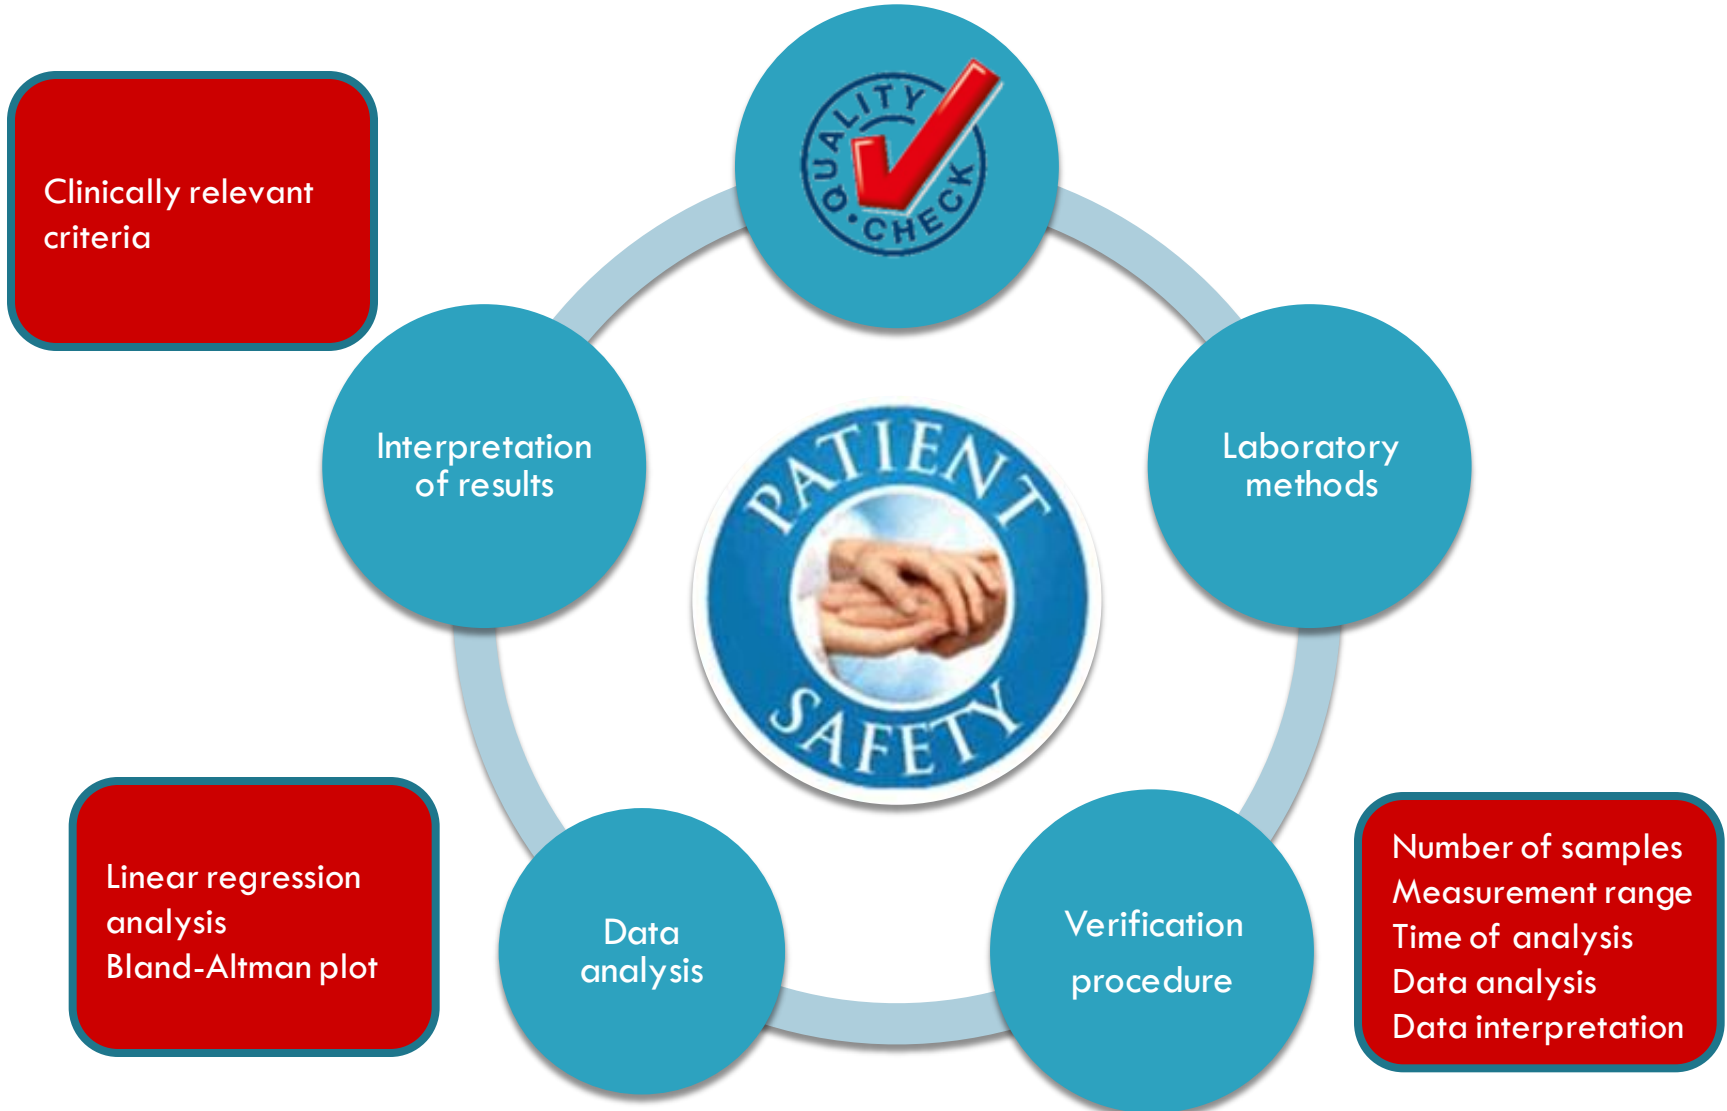 QUALITY
CHECK
Clinically relevant
criteria
Interpretation
of results
Laboratory
methods
PATIENT
SAFETY
Linear regression
analysis
Bland-Altman plot
Data
analysis
Verification
procedure
Number of samples
Measurement range
Time of analysis
Data analysis
Data interpretation